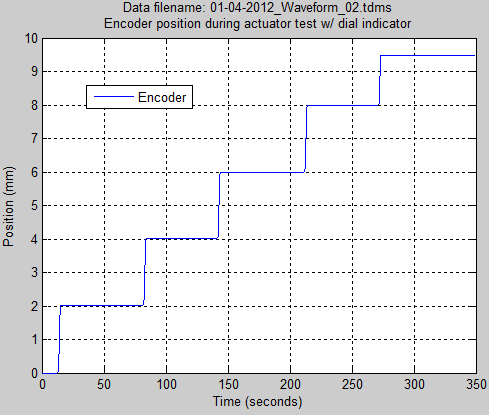 Data filename: 01-04-2012_Waveform_02.tdms
Encoder position during actuator test w/ dial indicator
10
9
8
7
6
5
4
3
2
1
0
Position (mm)
Encoder
0 50 100 150 200 250 300 350
Time (seconds)